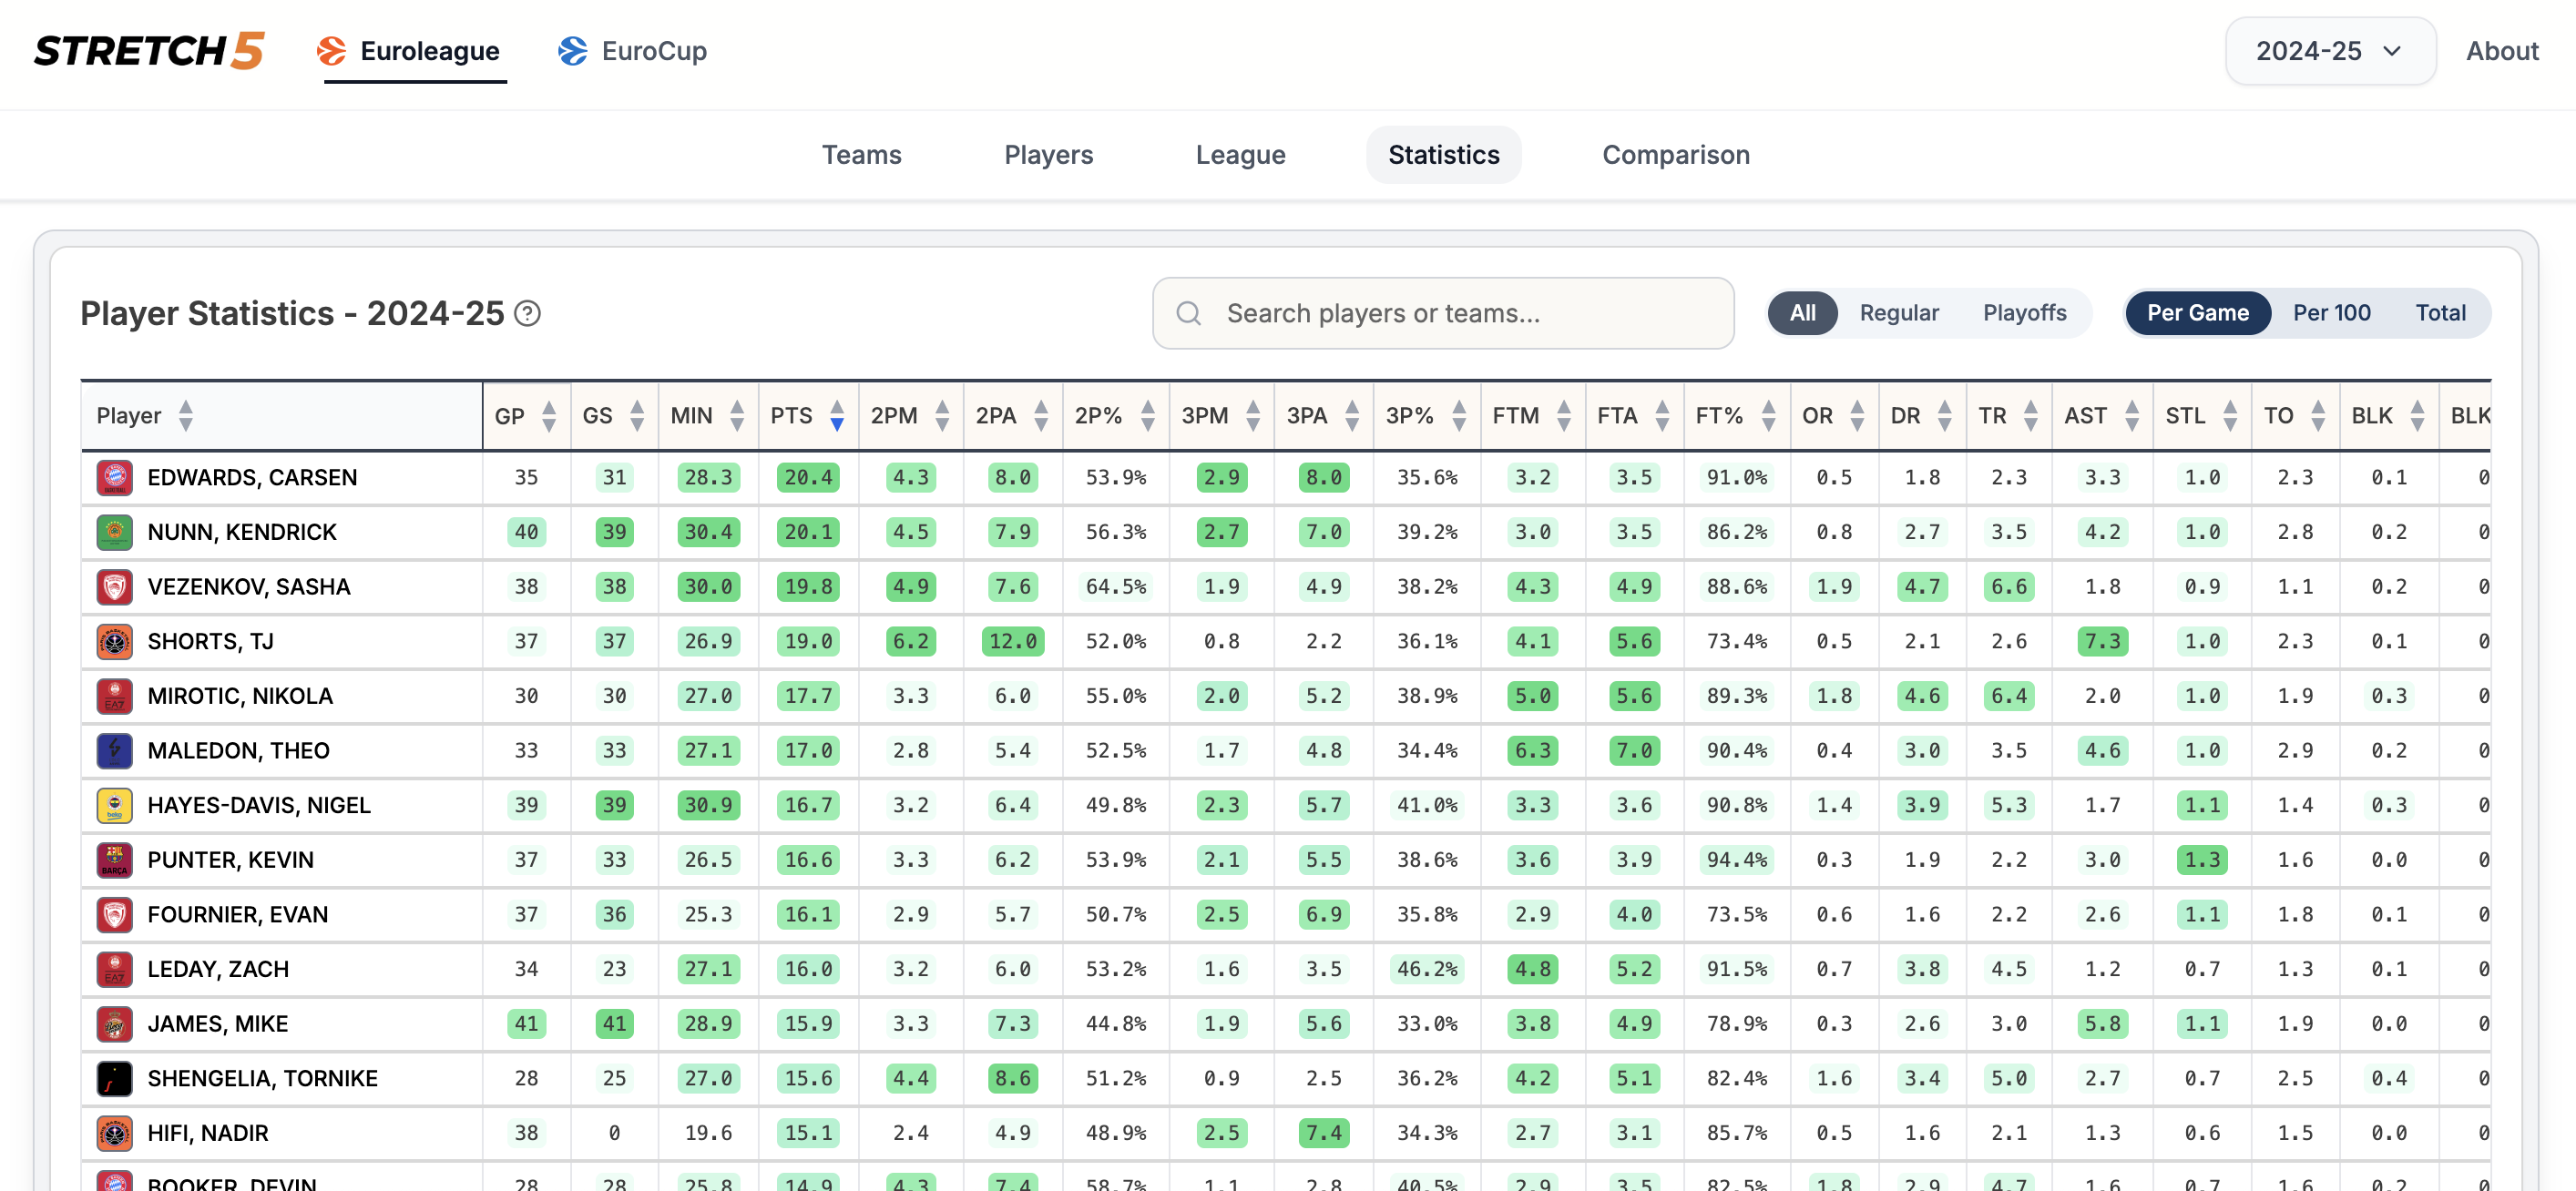 STRETCH5 Euroleague EuroCup 2024-25 About
Teams Players League Statistics Comparison
Player Statistics - 2024-25 ? Search players or teams... All Regular Playoffs Per Game Per 100 Total
Player GP GS MIN PTS 2PM 2PA 2P% 3PM 3PA 3P% FTM FTA FT% OR DR TR AST STL TO BLK BLK
EDWARDS, CARSEN 35 31 28.3 20.4 4.3 8.0 53.9% 2.9 8.0 35.6% 3.2 3.5 91.0% 0.5 1.8 2.3 3.3 1.0 2.3 0.1 0
NUNN, KENDRICK 40 39 30.4 20.1 4.5 7.9 56.3% 2.7 7.0 39.2% 3.0 3.5 86.2% 0.8 2.7 3.5 4.2 1.0 2.8 0.2 0
VEZENKOV, SASHA 38 38 30.0 19.8 4.9 7.6 64.5% 1.9 4.9 38.2% 4.3 4.9 88.6% 1.9 4.7 6.6 1.8 0.9 1.1 0.2 0
SHORTS, TJ 37 37 26.9 19.0 6.2 12.0 52.0% 0.8 2.2 36.1% 4.1 5.6 73.4% 0.5 2.1 2.6 7.3 1.0 2.3 0.1 0
MIROTIC, NIKOLA 30 30 27.0 17.7 3.3 6.0 55.0% 2.0 5.2 38.9% 5.0 5.6 89.3% 1.8 4.6 6.4 2.0 1.0 1.9 0.3 0
MALEDON, THEO 33 33 27.1 17.0 2.8 5.4 52.5% 1.7 4.8 34.4% 6.3 7.0 90.4% 0.4 3.0 3.5 4.6 1.0 2.9 0.2 0
HAYES-DAVIS, NIGEL 39 39 30.9 16.7 3.2 6.4 49.8% 2.3 5.7 41.0% 3.3 3.6 90.8% 1.4 3.9 5.3 1.7 1.1 1.4 0.3 0
PUNTER, KEVIN 37 33 26.5 16.6 3.3 6.2 53.9% 2.1 5.5 38.6% 3.6 3.9 94.4% 0.3 1.9 2.2 3.0 1.3 1.6 0.0 0
FOURNIER, EVAN 37 36 25.3 16.1 2.9 5.7 50.7% 2.5 6.9 35.8% 2.9 4.0 73.5% 0.6 1.6 2.2 2.6 1.1 1.8 0.1 0
LEDAY, ZACH 34 23 27.1 16.0 3.2 6.0 53.2% 1.6 3.5 46.2% 4.8 5.2 91.5% 0.7 3.8 4.5 1.2 0.7 1.3 0.1 0
JAMES, MIKE 41 41 28.9 15.9 3.3 7.3 44.8% 1.9 5.6 33.0% 3.8 4.9 78.9% 0.3 2.6 3.0 5.8 1.1 1.9 0.0 0
SHENGELIA, TORNIKE 28 25 27.0 15.6 4.4 8.6 51.2% 0.9 2.5 36.2% 4.2 5.1 82.4% 1.6 3.4 5.0 2.7 0.7 2.5 0.4 0
HIFI, NADIR 38 0 19.6 15.1 2.4 4.9 48.9% 2.5 7.4 34.3% 2.7 3.1 85.7% 0.5 1.6 2.1 1.3 0.6 1.5 0.0 0
BOOKER, DEVIN 28 28 25.8 14.9 4.3 7.4 58.7% 1.1 2.8 40.5% 2.9 3.5 82.5% 1.8 2.9 4.7 1.6 0.7 1.6 0.2 0